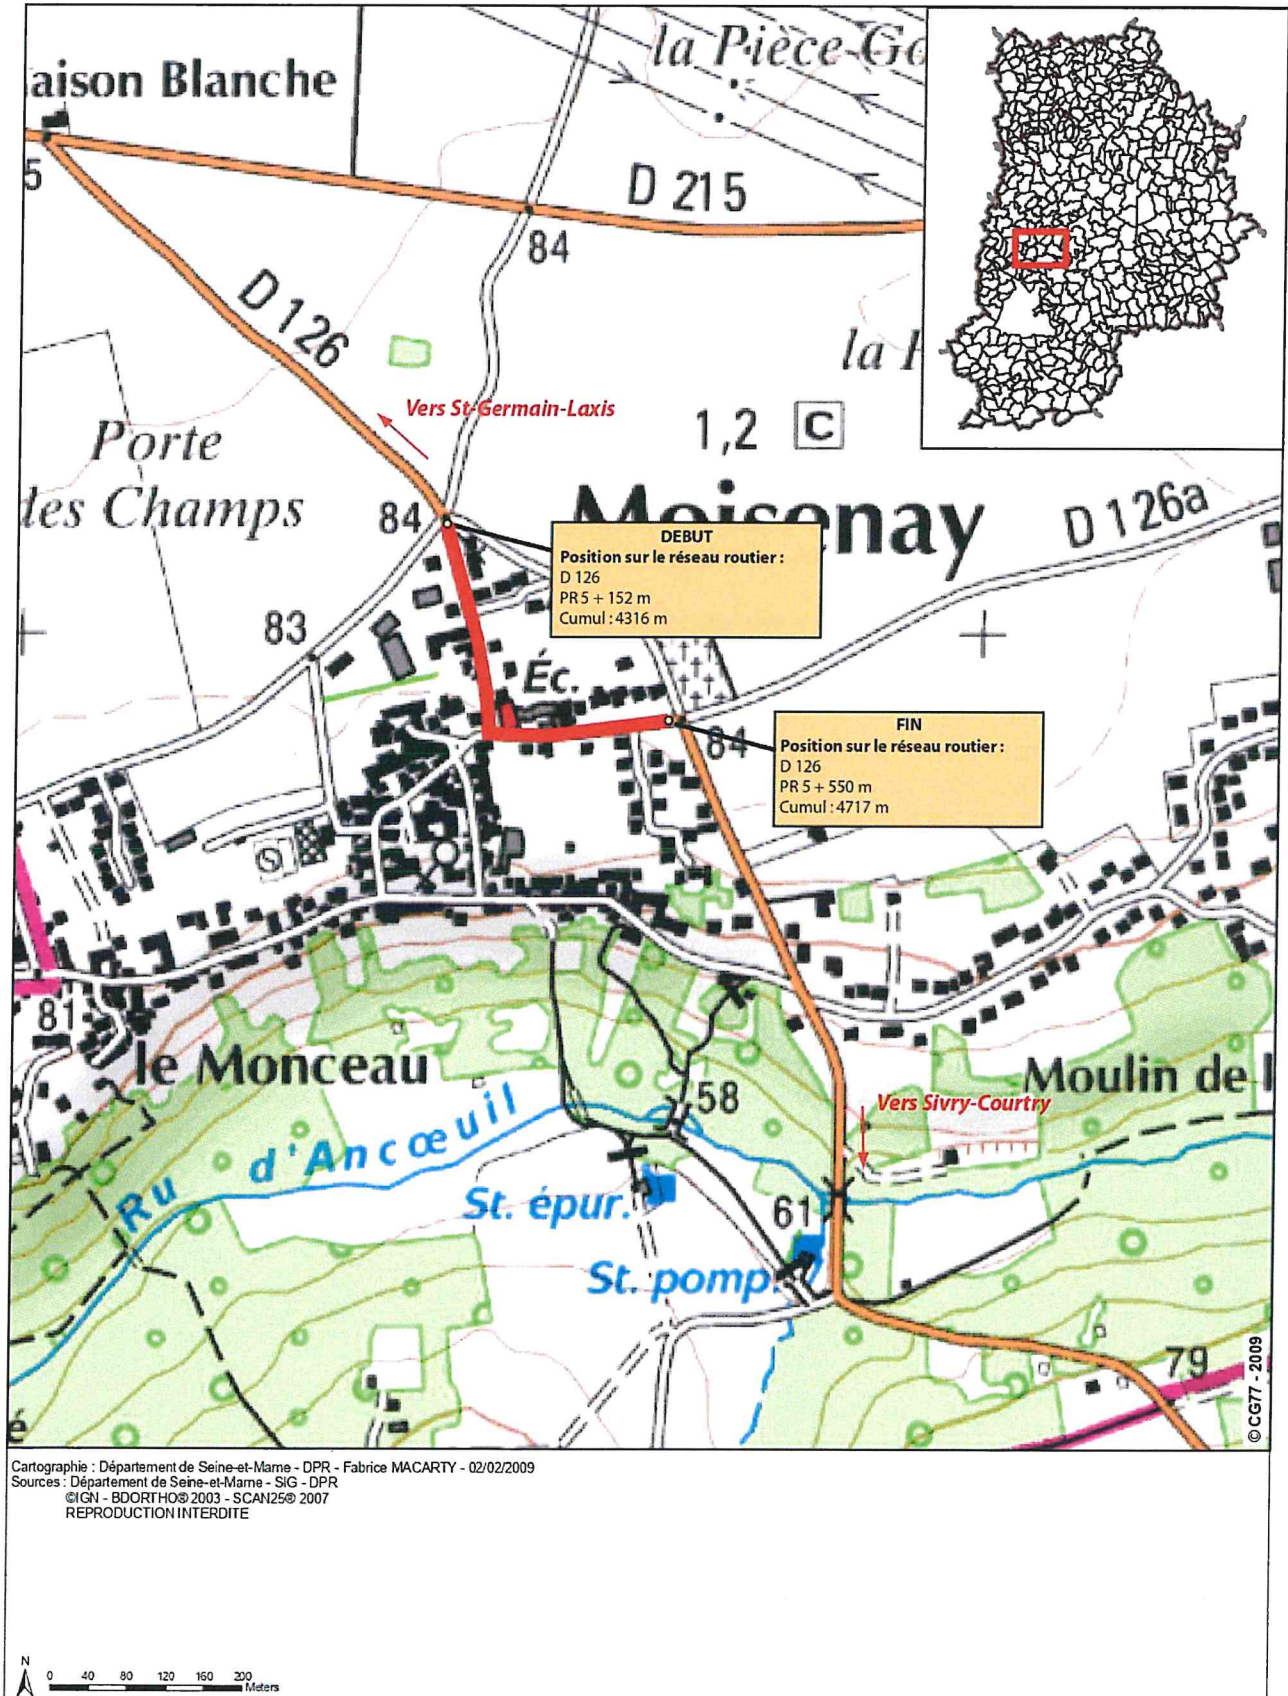 la Pièce
aison Blanche
5
D 215
84
D 126
la
Vers St-Germain-Laxis
1,2 C
Porte
des Champs
84
Moisenay
D 126a
DEBUT
Position sur le réseau routier :
D 126
PR 5 + 152 m
Cumul : 4316 m
83
Éc.
84
FIN
Position sur le réseau routier :
D 126
PR 5 + 550 m
Cumul : 4717 m
81
le Monceau
58
Vers Sivry-Courtry
Moulin de l
Ru d'Ancœuil
St. épur.
61
St. pomp.
79
é
© CG77 - 2009
Cartographie : Département de Seine-et-Marne - DPR - Fabrice MACARTY - 02/02/2009
Sources : Département de Seine-et-Marne - SIG - DPR
©IGN - BDORTHO® 2003 - SCAN25® 2007
REPRODUCTION INTERDITE
N
0 40 80 120 160 200
Meters